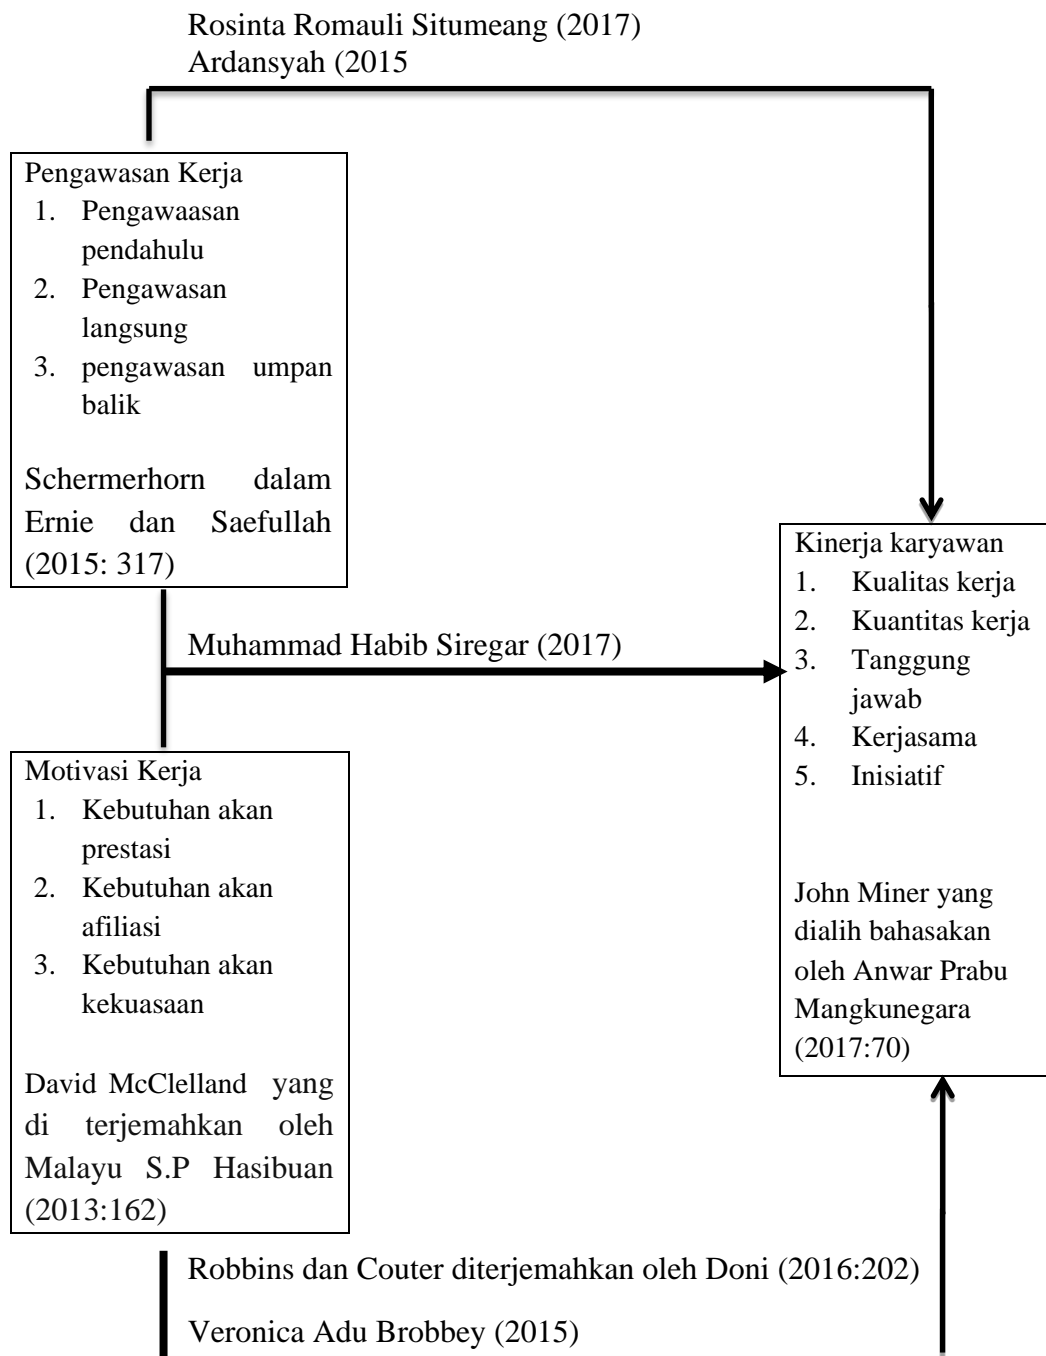 Rosinta Romauli Situmeang (2017)
Ardansyah (2015
Pengawasan Kerja
1. Pengawaasan
pendahulu
2. Pengawasan
langsung
3. pengawasan umpan
balik
Schermerhorn dalam
Ernie dan Saefullah
(2015: 317)
Muhammad Habib Siregar (2017)
Kinerja karyawan
1. Kualitas kerja
2. Kuantitas kerja
3. Tanggung
jawab
4. Kerjasama
5. Inisiatif
John Miner yang
dialih bahasakan
oleh Anwar Prabu
Mangkunegara
(2017:70)
Motivasi Kerja
1. Kebutuhan akan
prestasi
2. Kebutuhan akan
afiliasi
3. Kebutuhan akan
kekuasaan
David McClelland yang
di terjemahkan oleh
Malayu S.P Hasibuan
(2013:162)
Robbins dan Couter diterjemahkan oleh Doni (2016:202)
Veronica Adu Brobbey (2015)